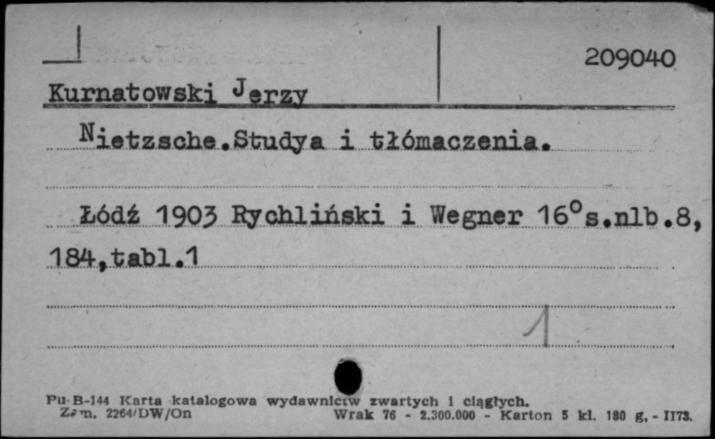 209040
Kurnatowski Jerzy
Nietzsche.Studya i tłómaczenia.
Łódź 1903 Rychliński i Wegner 16° s.nlb.8,
184,tabl.1
1
Pu-B-144 Karta katalogowa wydawnictw zwartych i ciągłych.
Zam. 2264/DW/On Wrak 76 - 2.300.000 - Karton 5 kl. 180 g. - II73.